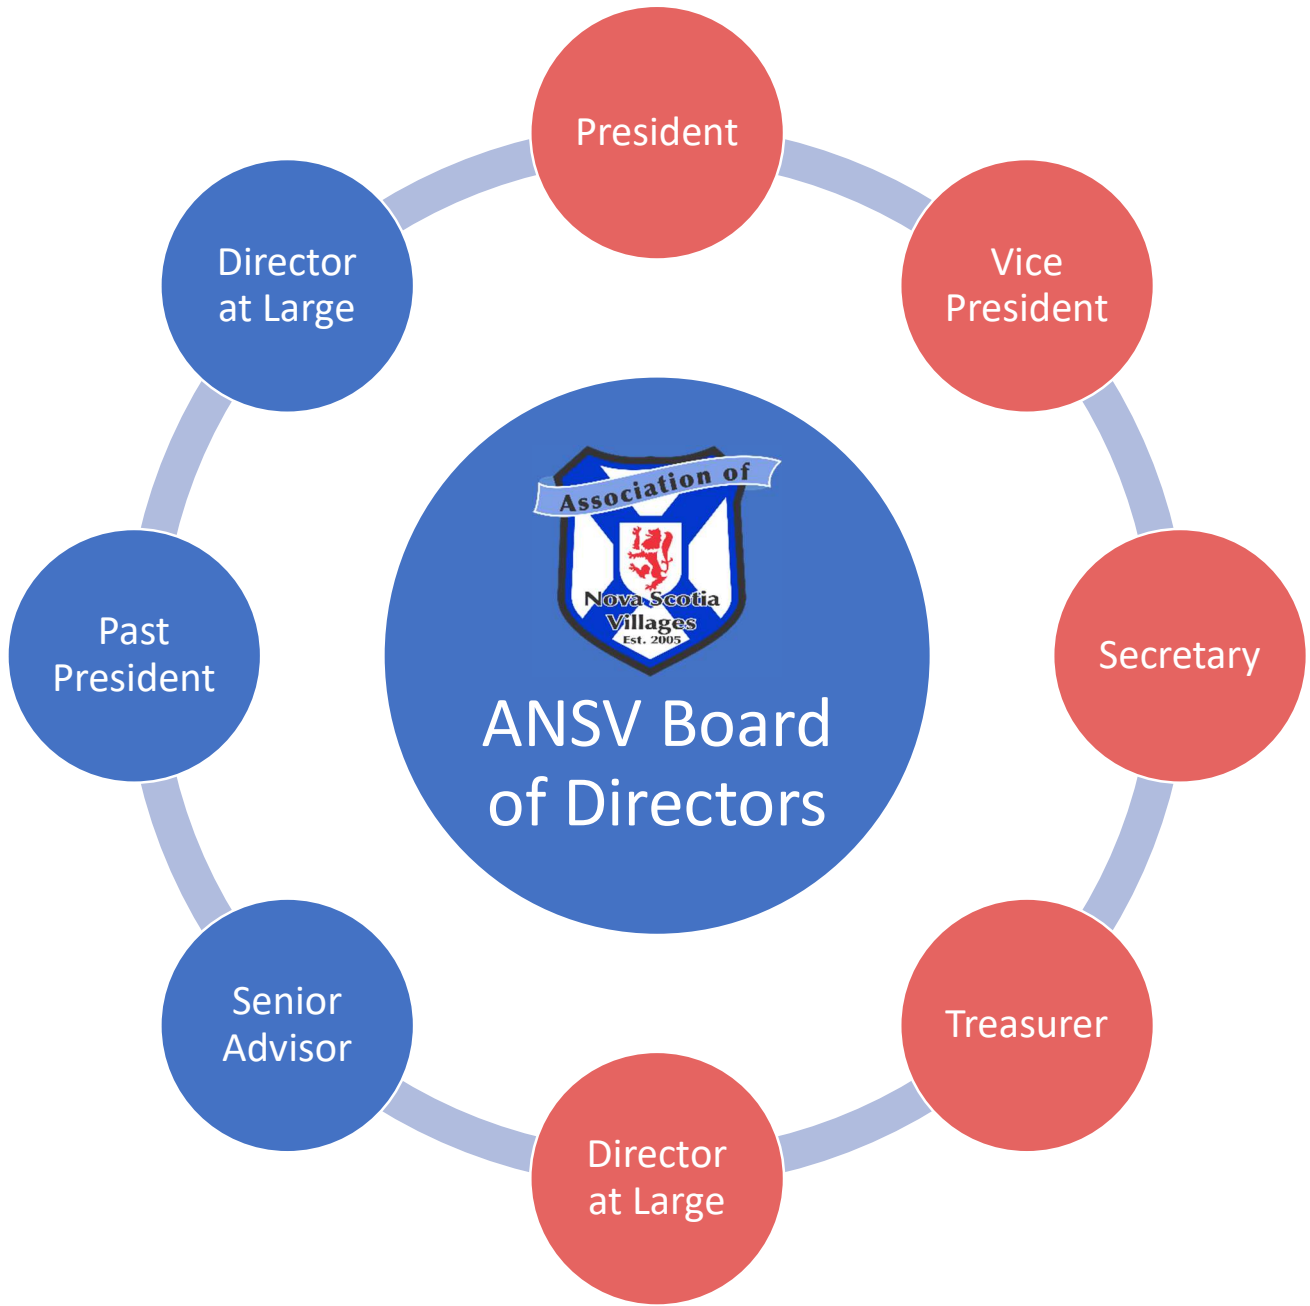 President
Vice
President
Secretary
Treasurer
Director
at Large
Senior
Advisor
Past
President
Director
at Large
Association of
Nova Scotia
Villages
Est. 2005
ANSV Board
of Directors